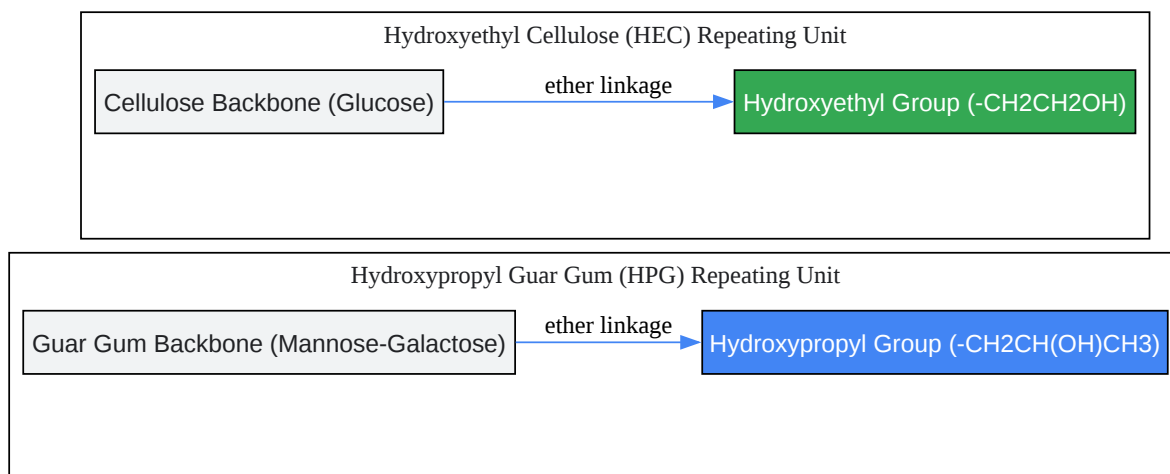 Hydroxyethyl Cellulose (HEC) Repeating Unit
Cellulose Backbone (Glucose)
ether linkage
Hydroxyethyl Group (-CH2CH2OH)
Hydroxypropyl Guar Gum (HPG) Repeating Unit
Guar Gum Backbone (Mannose-Galactose)
ether linkage
Hydroxypropyl Group (-CH2CH(OH)CH3)